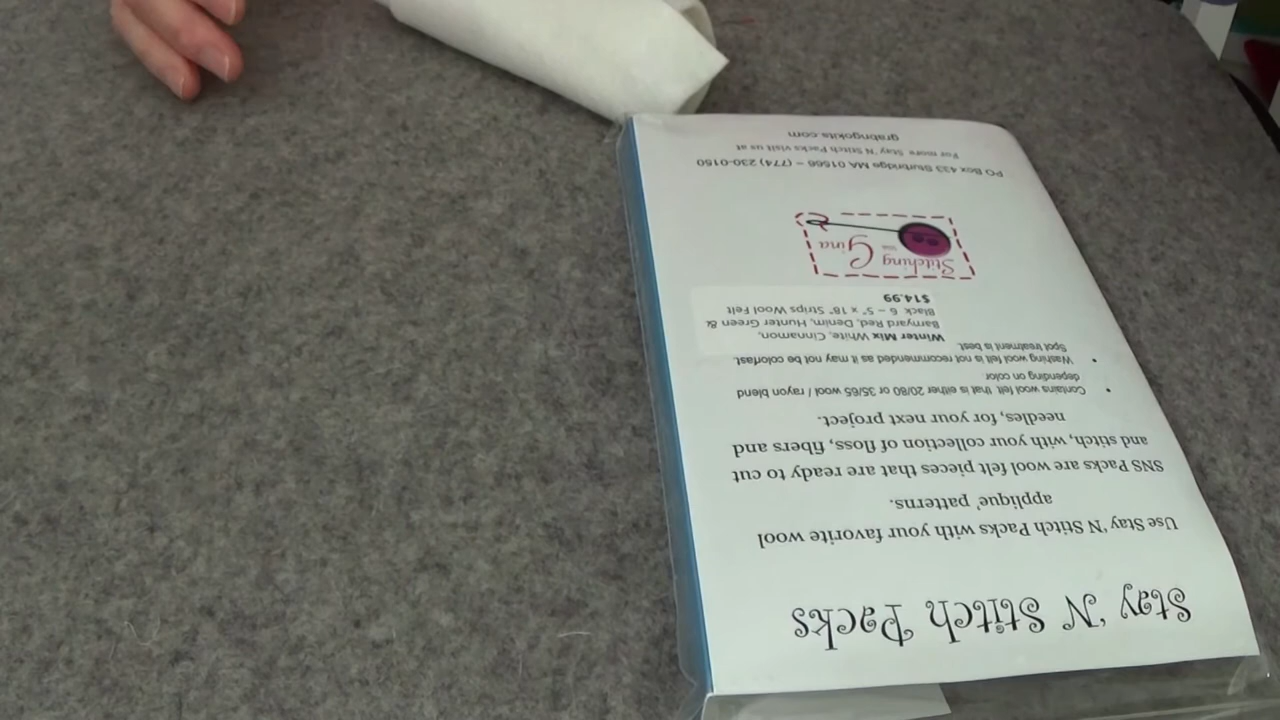 Stay 'N Stitch Packs
Use Stay 'N Stitch Packs with your favorite wool
applique' patterns.
SNS Packs are wool felt pieces that are ready to cut
and stitch, with your collection of floss, fibers and
needles, for your next project.
• Contains wool felt that is either 20/80 or 35/65 wool / rayon blend
depending on color
• Washing wool felt is not recommended as it may not be colorfast.
Spot treatment is best.
Winter Mix White, Cinnamon,
Barnyard Red, Denim, Hunter Green &
Black 6 – 5" x 18" Strips Wool Felt
$14.99
Stitching
Gina
PO Box 433 Sturbridge MA 01566 – (774) 230-0160
For more Stay 'N Stitch Packs visit us at
grabngokits.com